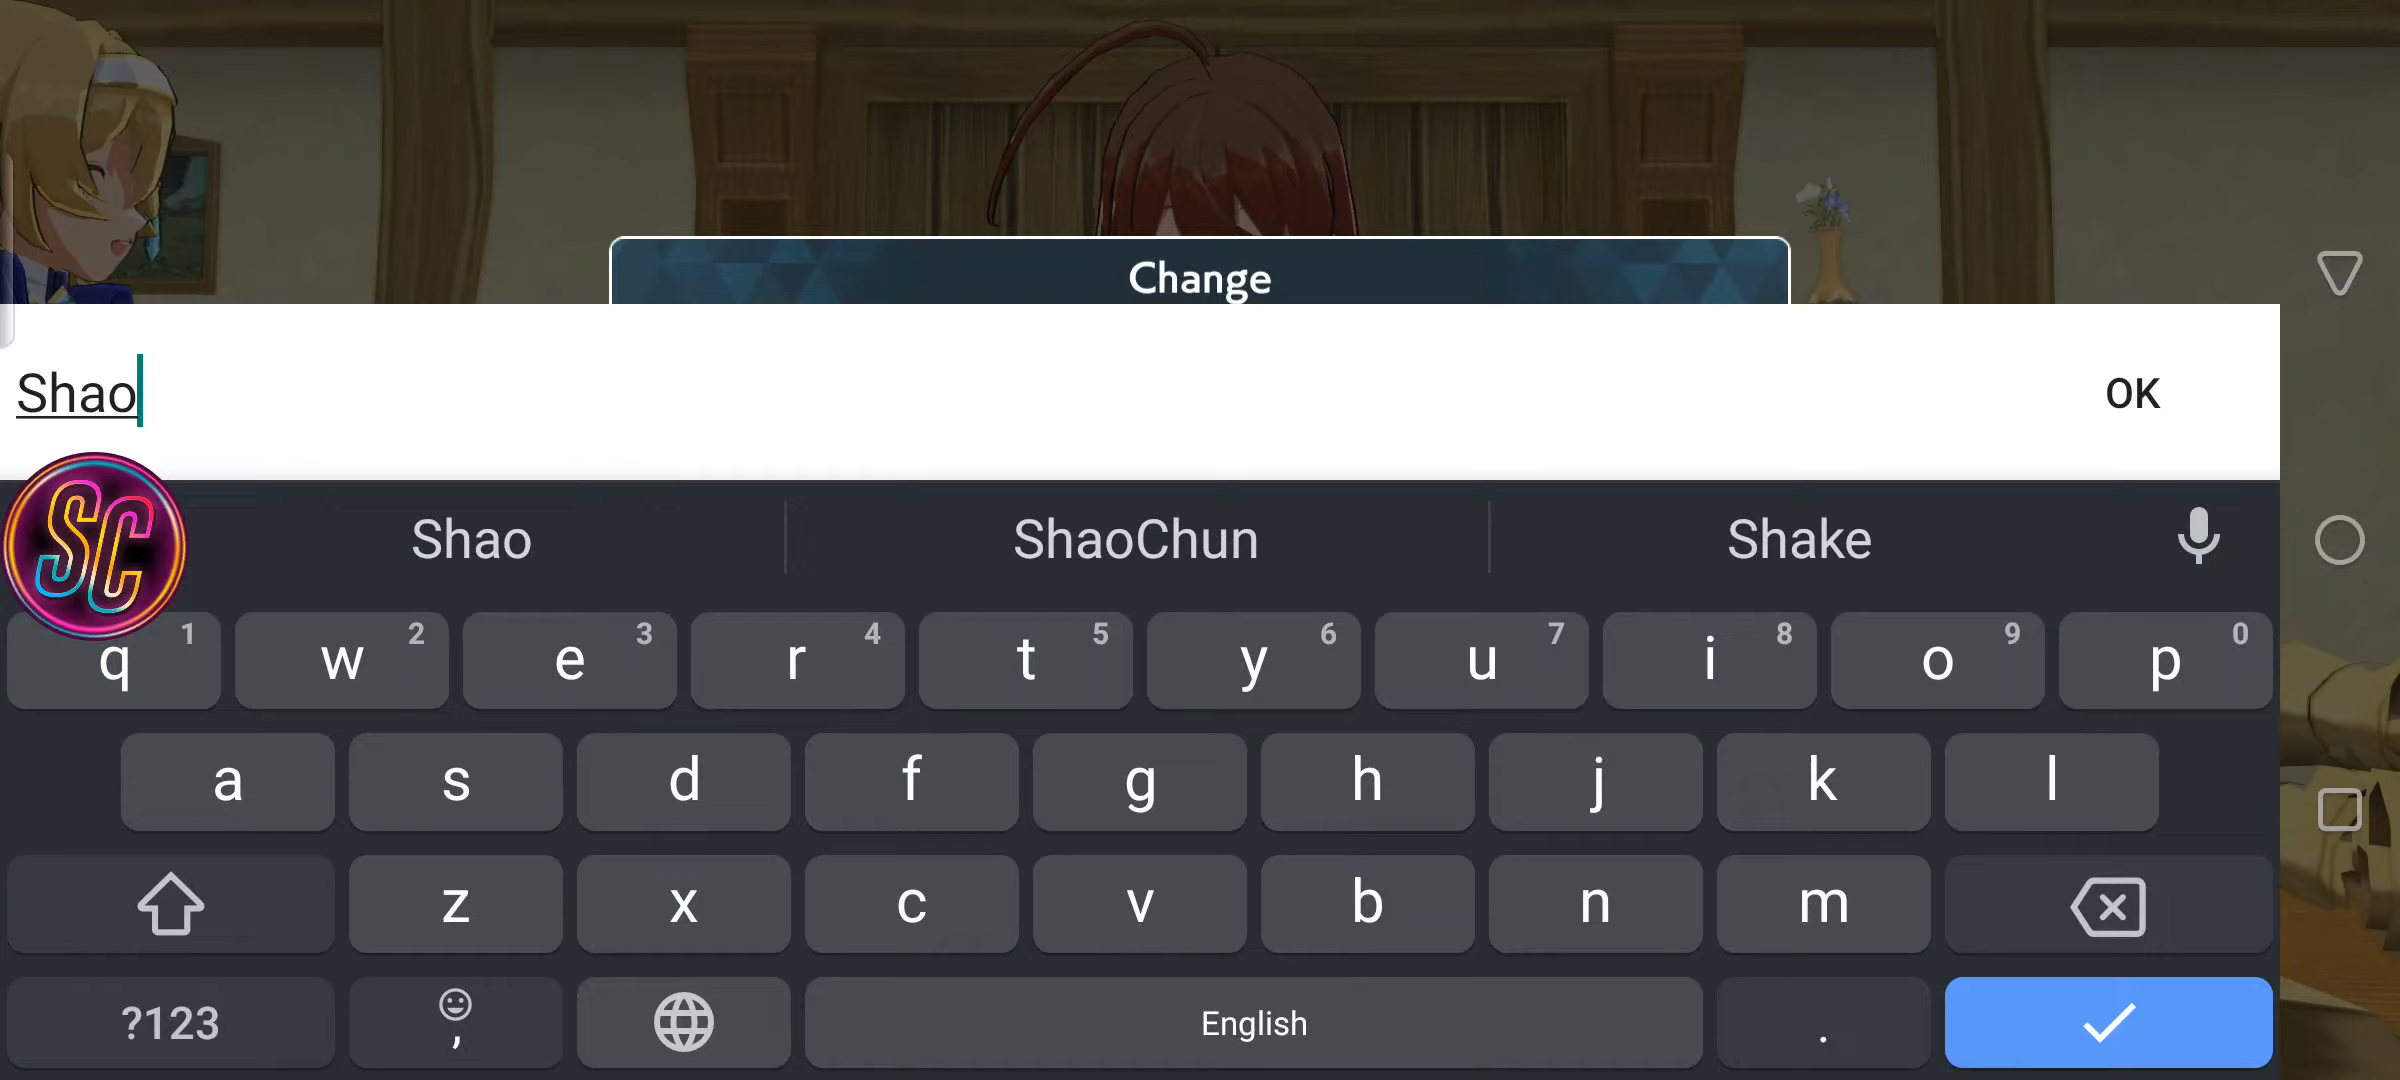 Change
Shao
OK
SC
Shao ShaoChun Shake
q 1 w 2 e 3 r 4 t 5 y 6 u 7 i 8 o 9 p 0
a s d f g h j k l
z x c v b n m
?123 , English .